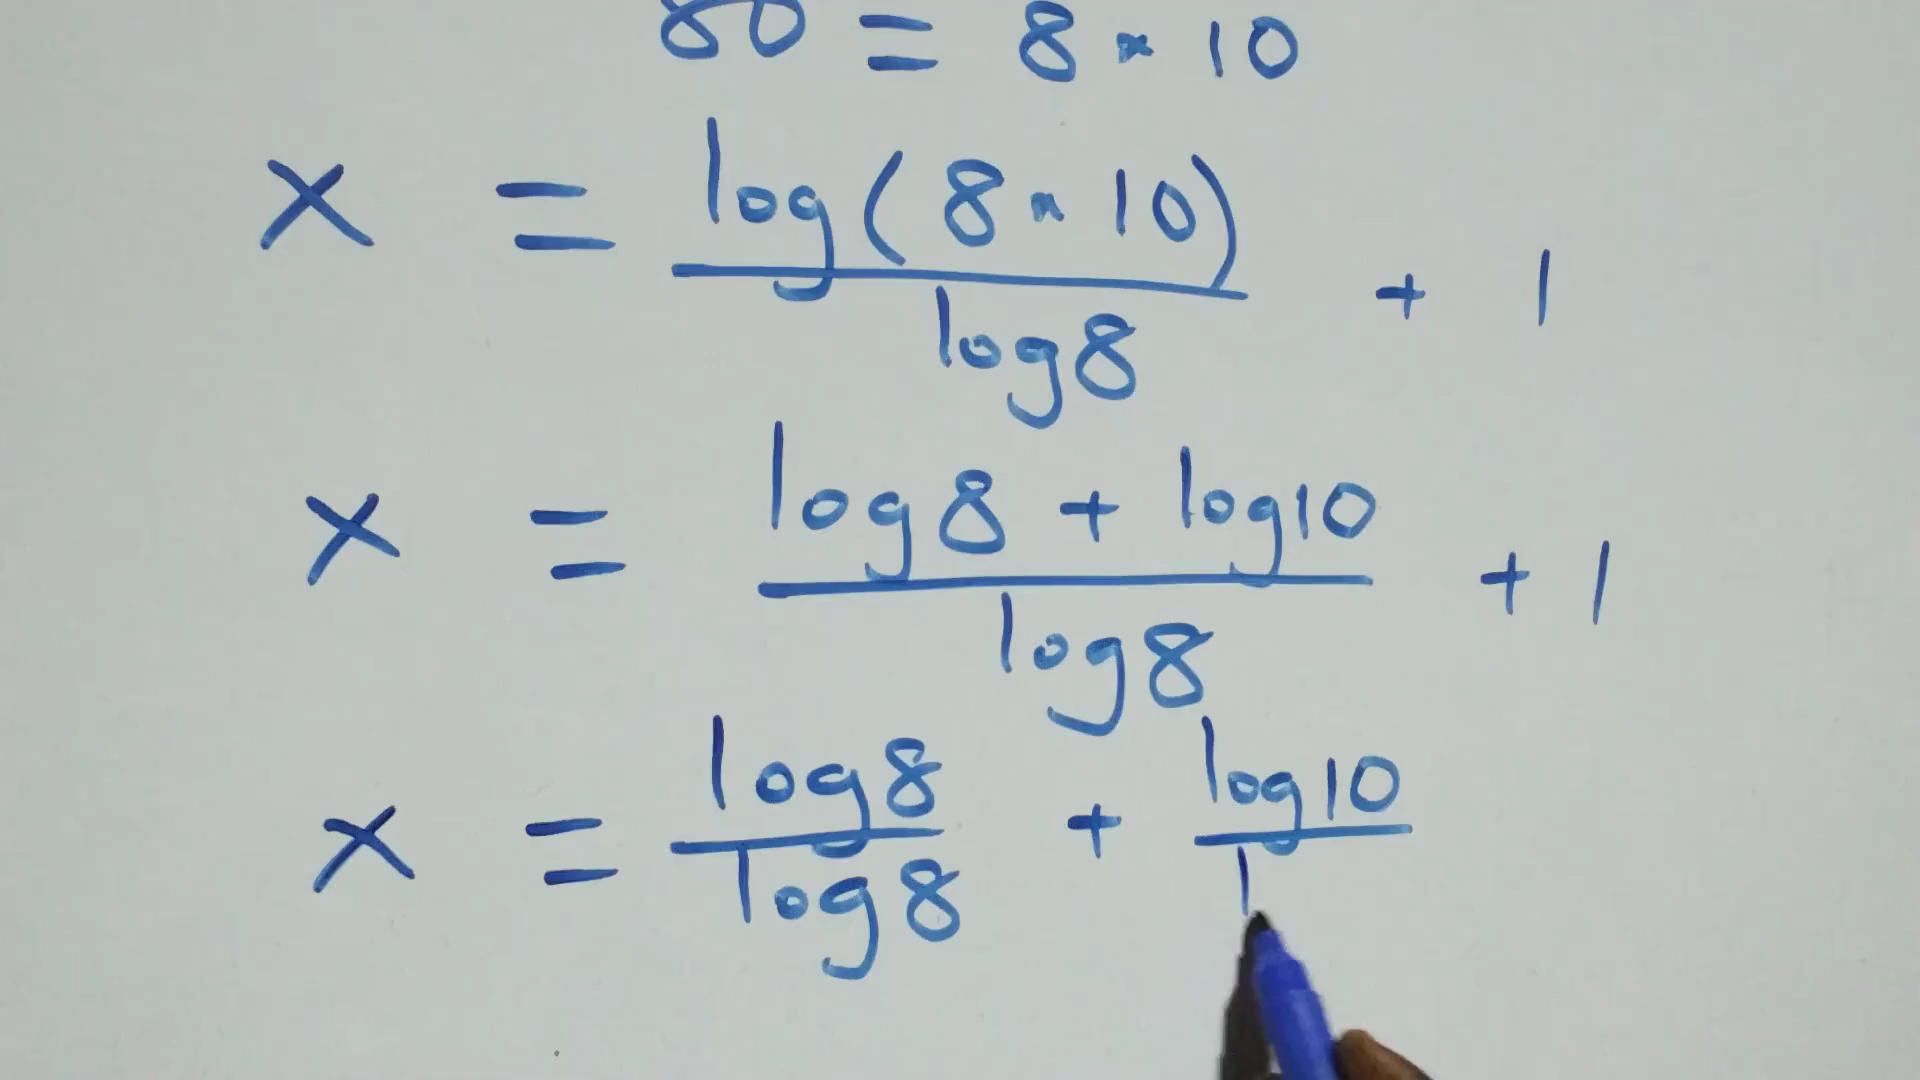 80 = 8 × 10
x = log(8 × 10) / log8 + 1
x = log8 + log10 / log8 + 1
x = log8 / log8 + log10 / l